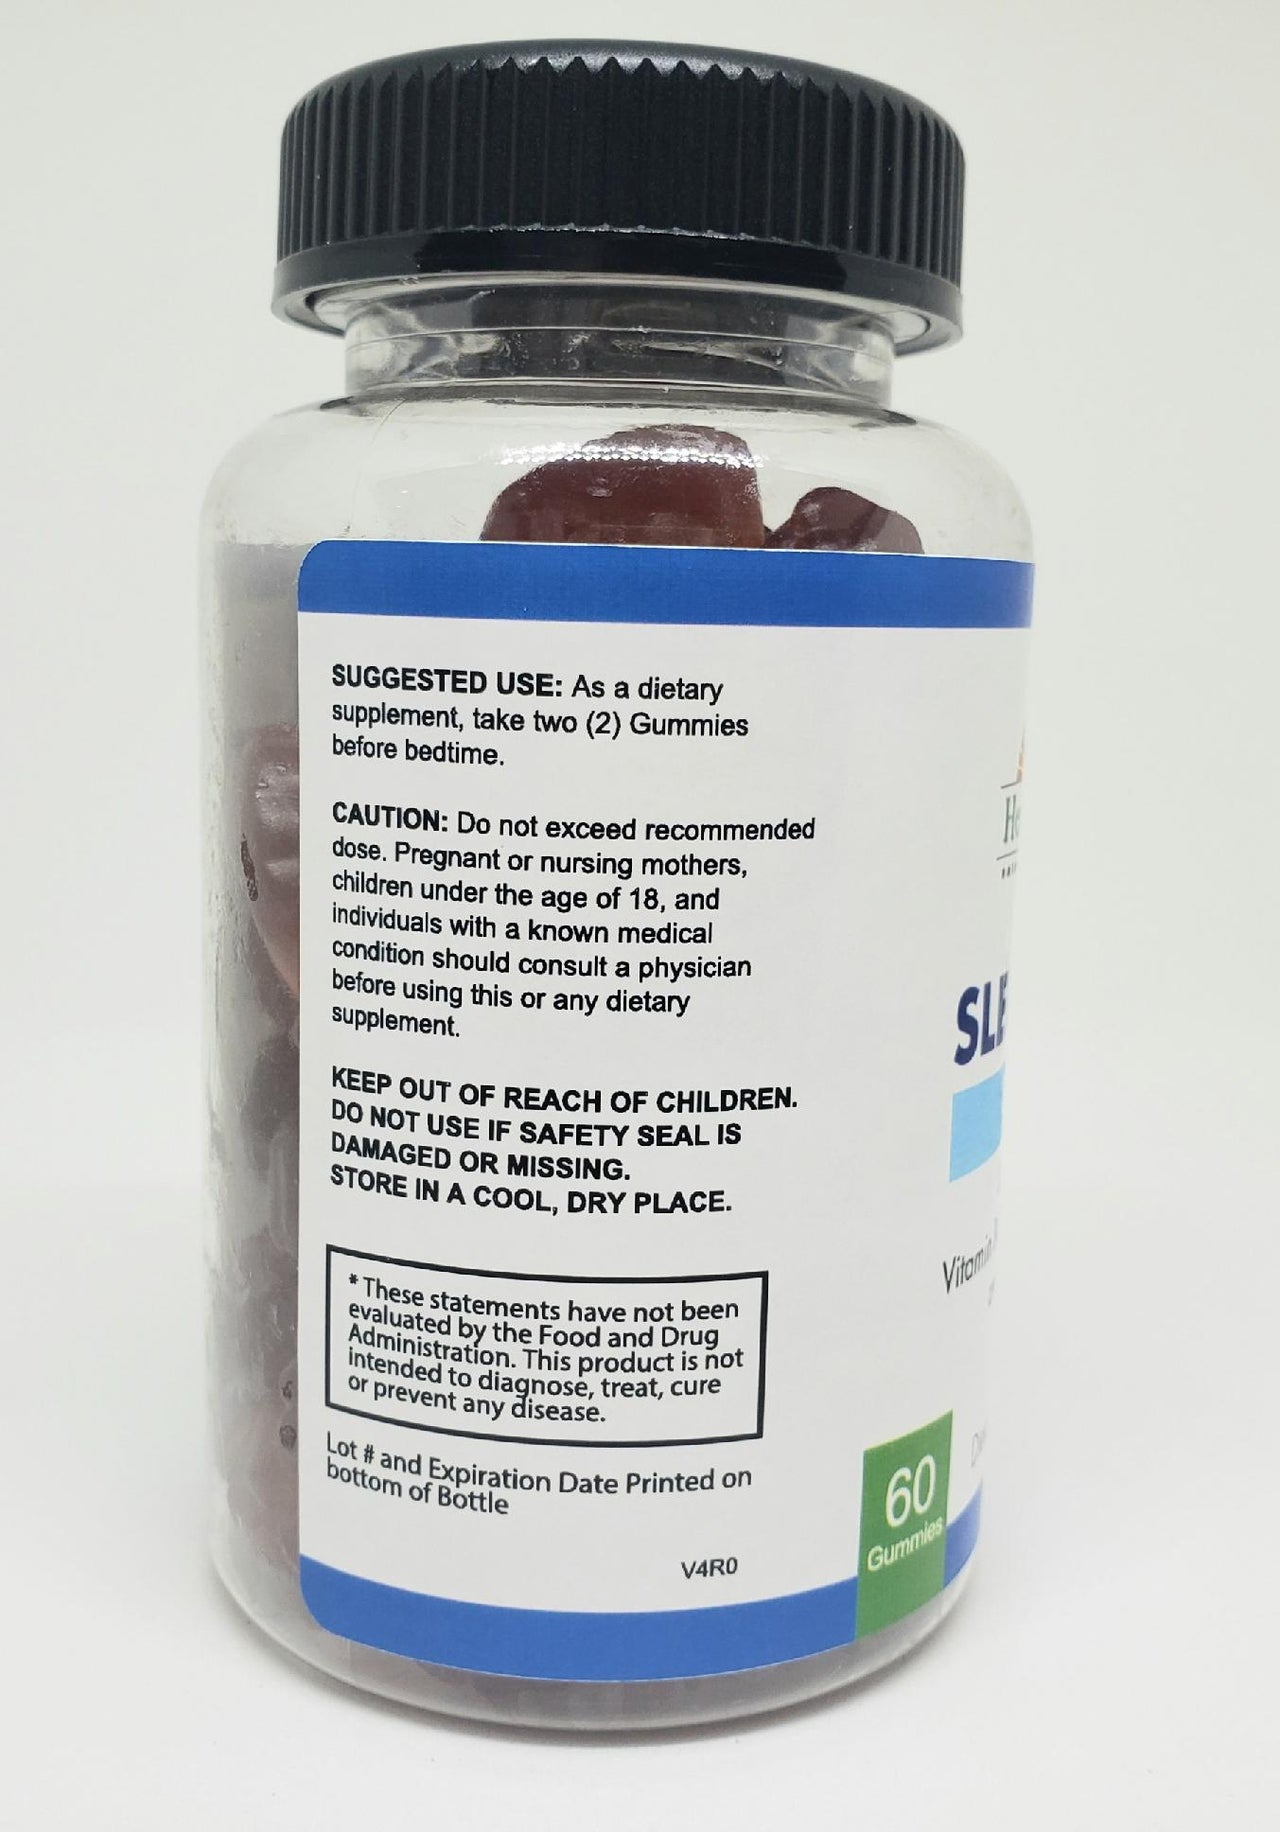 SUGGESTED USE: As a dietary
supplement, take two (2) Gummies
before bedtime.
CAUTION: Do not exceed recommended
dose. Pregnant or nursing mothers,
children under the age of 18, and
individuals with a known medical
condition should consult a physician
before using this or any dietary
supplement.
KEEP OUT OF REACH OF CHILDREN.
DO NOT USE IF SAFETY SEAL IS
DAMAGED OR MISSING.
STORE IN A COOL, DRY PLACE.
* These statements have not been
evaluated by the Food and Drug
Administration. This product is not
intended to diagnose, treat, cure
or prevent any disease.
Lot # and Expiration Date Printed on
bottom of Bottle
V4R0
Vitamin
60
Gummies